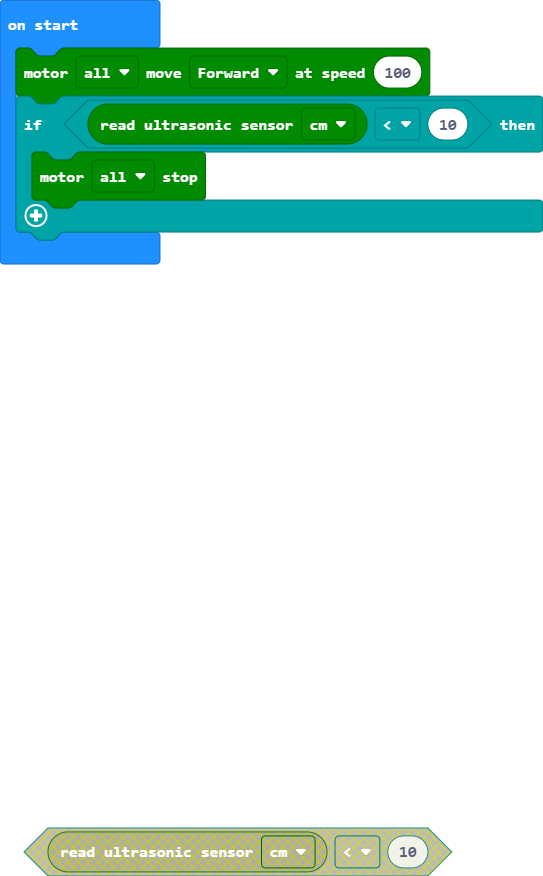 on start
motor all move Forward at speed 100
if read ultrasonic sensor cm < 10 then
motor all stop
read ultrasonic sensor cm < 10